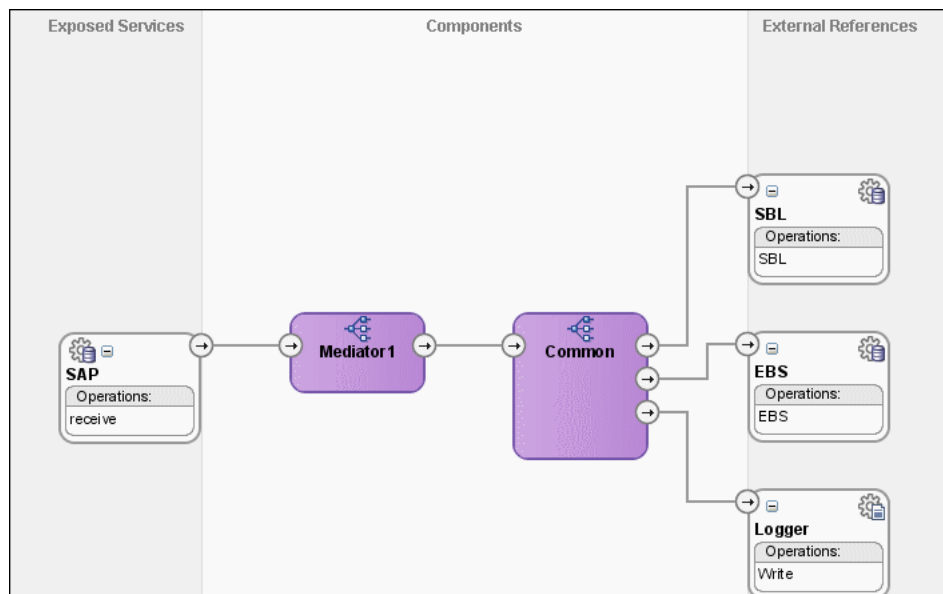 Exposed Services
Components
External References
SBL
Operations:
SBL
Mediator1
Common
SAP
Operations:
receive
EBS
Operations:
EBS
Logger
Operations:
Write